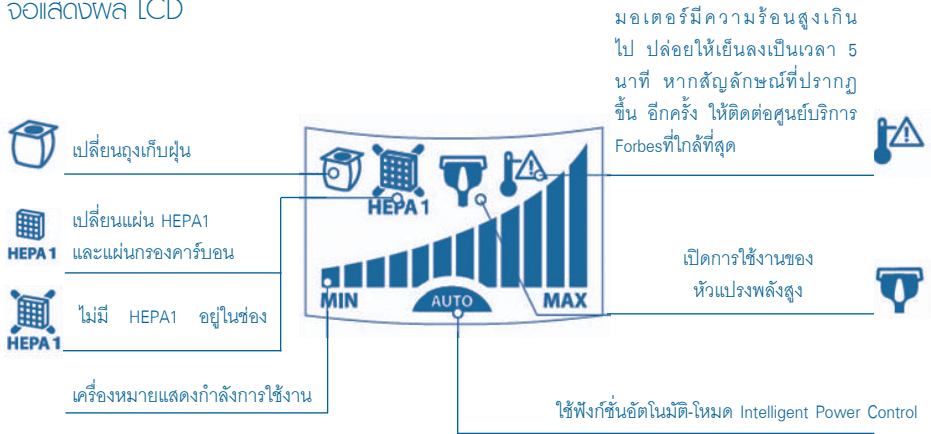 จอแสดงผล LCD
มอเตอร์มีความร้อนสูงเกิน
ไป ปล่อยให้เย็นลงเป็นเวลา 5
นาที หากสัญลักษณ์ที่ปรากฏ
ขึ้น อีกครั้ง ให้ติดต่อศูนย์บริการ
Forbesที่ใกล้ที่สุด
เปลี่ยนถุงเก็บฝุ่น
HEPA 1
เปลี่ยนแผ่น HEPA1
และแผ่นกรองคาร์บอน
HEPA 1
ไม่มี HEPA1 อยู่ในช่อง
HEPA 1
MIN
AUTO
MAX
เปิดการใช้งานของ
หัวแปรงพลังสูง
เครื่องหมายแสดงกำลังการใช้งาน
ใช้ฟังก์ชั่นอัตโนมัติ-โหมด Intelligent Power Control